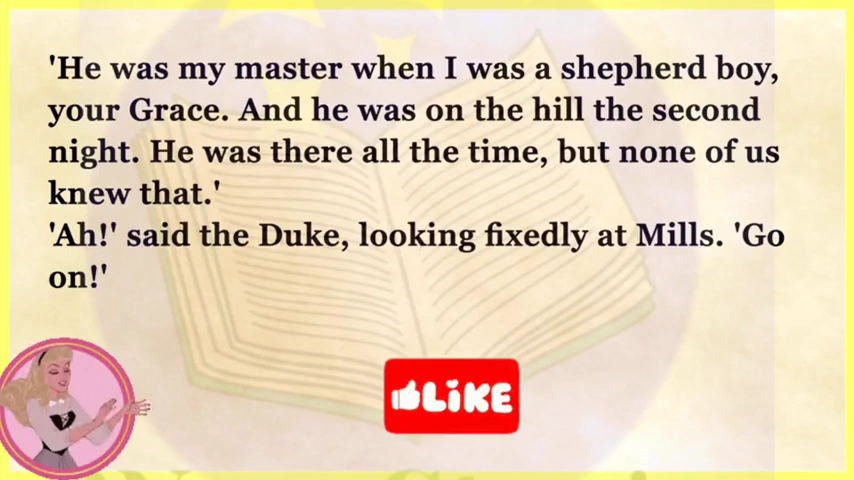 'He was my master when I was a shepherd boy,
your Grace. And he was on the hill the second
night. He was there all the time, but none of us
knew that.'
'Ah!' said the Duke, looking fixedly at Mills. 'Go
on!'
LiKE